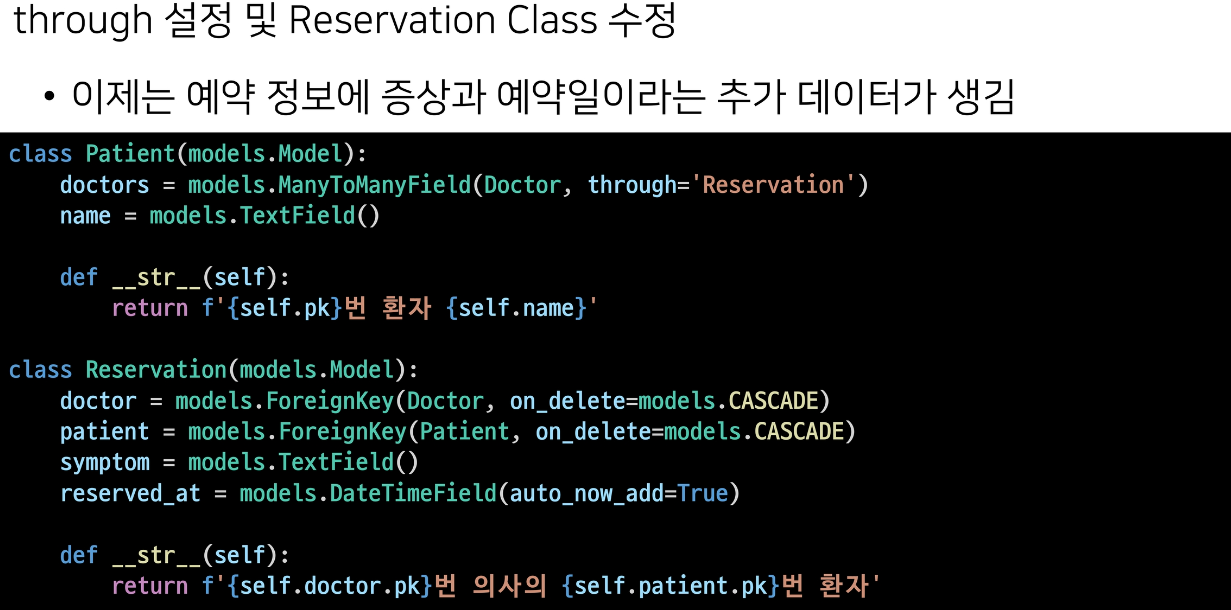 through 설정 및 Reservation Class 수정
• 이제는 예약 정보에 증상과 예약일이라는 추가 데이터가 생김
class Patient(models.Model):
    doctors = models.ManyToManyField(Doctor, through='Reservation')
    name = models.TextField()

    def __str__(self):
        return f'{self.pk}번 환자 {self.name}'

class Reservation(models.Model):
    doctor = models.ForeignKey(Doctor, on_delete=models.CASCADE)
    patient = models.ForeignKey(Patient, on_delete=models.CASCADE)
    symptom = models.TextField()
    reserved_at = models.DateTimeField(auto_now_add=True)

    def __str__(self):
        return f'{self.doctor.pk}번 의사의 {self.patient.pk}번 환자'